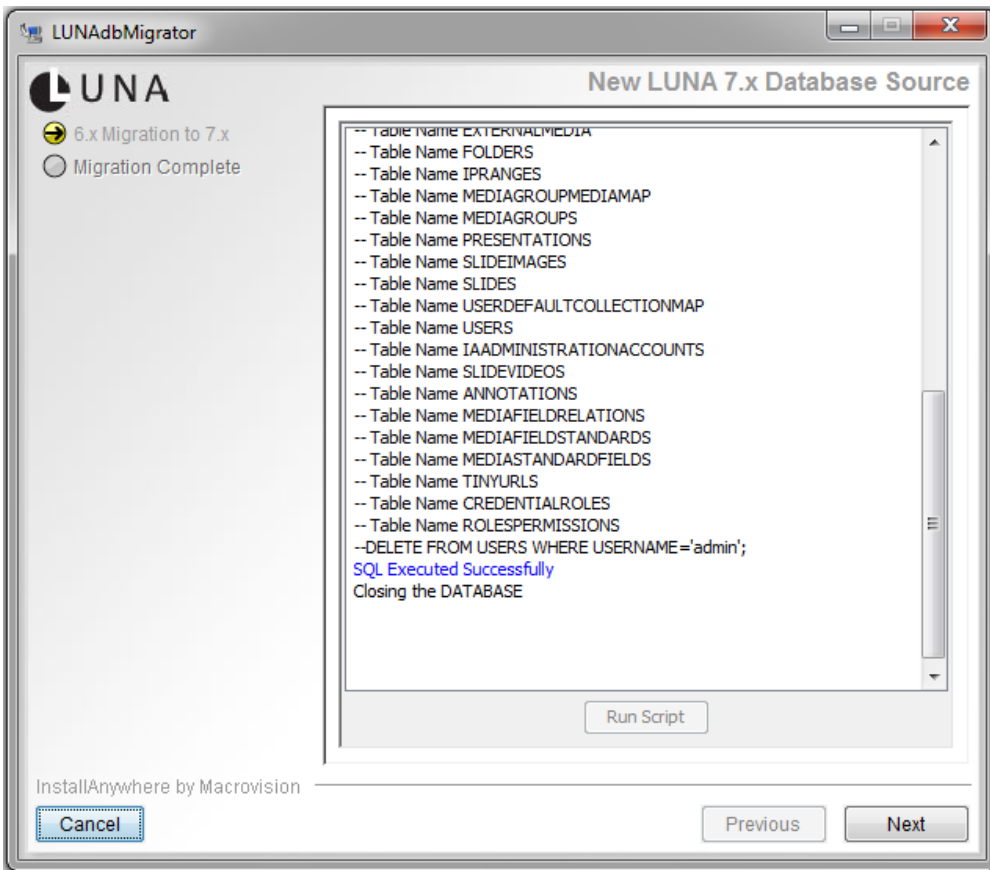 LUNAdbMigrator
LUNA
New LUNA 7.x Database Source
6.x Migration to 7.x
Migration Complete
-- Table Name EXTERNALMEDIA
-- Table Name FOLDERS
-- Table Name IPRANGES
-- Table Name MEDIAGROUPMEDIAMAP
-- Table Name MEDIAGROUPS
-- Table Name PRESENTATIONS
-- Table Name SLIDEIMAGES
-- Table Name SLIDES
-- Table Name USERDEFAULTCOLLECTIONMAP
-- Table Name USERS
-- Table Name IAADMINISTRATIONACCOUNTS
-- Table Name SLIDEVIDEOS
-- Table Name ANNOTATIONS
-- Table Name MEDIAFIELDRELATIONS
-- Table Name MEDIAFIELDSTANDARDS
-- Table Name MEDIASTANDARDFIELDS
-- Table Name TINYURLS
-- Table Name CREDENTIALROLES
-- Table Name ROLESPERMISSIONS
--DELETE FROM USERS WHERE USERNAME='admin';
SQL Executed Successfully
Closing the DATABASE
Run Script
InstallAnywhere by Macrovision
Cancel
Previous
Next